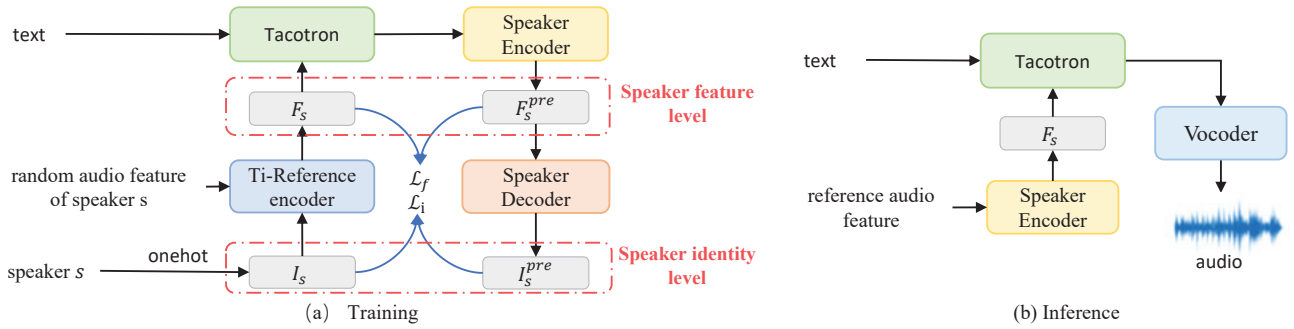 text
Tacotron
Speaker
Encoder
F_s
F_s^{pre}
Speaker feature
level
random audio feature
of speaker s
Ti-Reference
encoder
ℒ_f
ℒ_i
Speaker
Decoder
speaker s
onehot
I_s
I_s^{pre}
Speaker identity
level
(a) Training
text
Tacotron
F_s
Vocoder
reference audio
feature
Speaker
Encoder
audio
(b) Inference